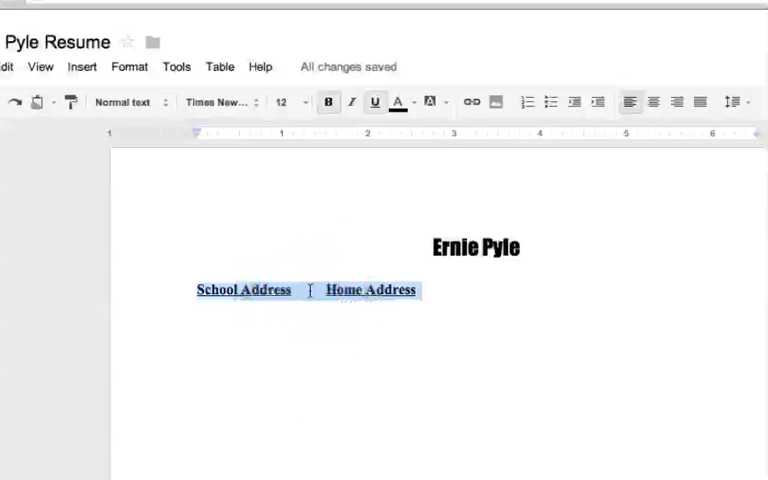 Pyle Resume
dit View Insert Format Tools Table Help All changes saved
Normal text Times New... 12 B I U A A
1 1 2 3 4 5 6
Ernie Pyle
School Address Home Address